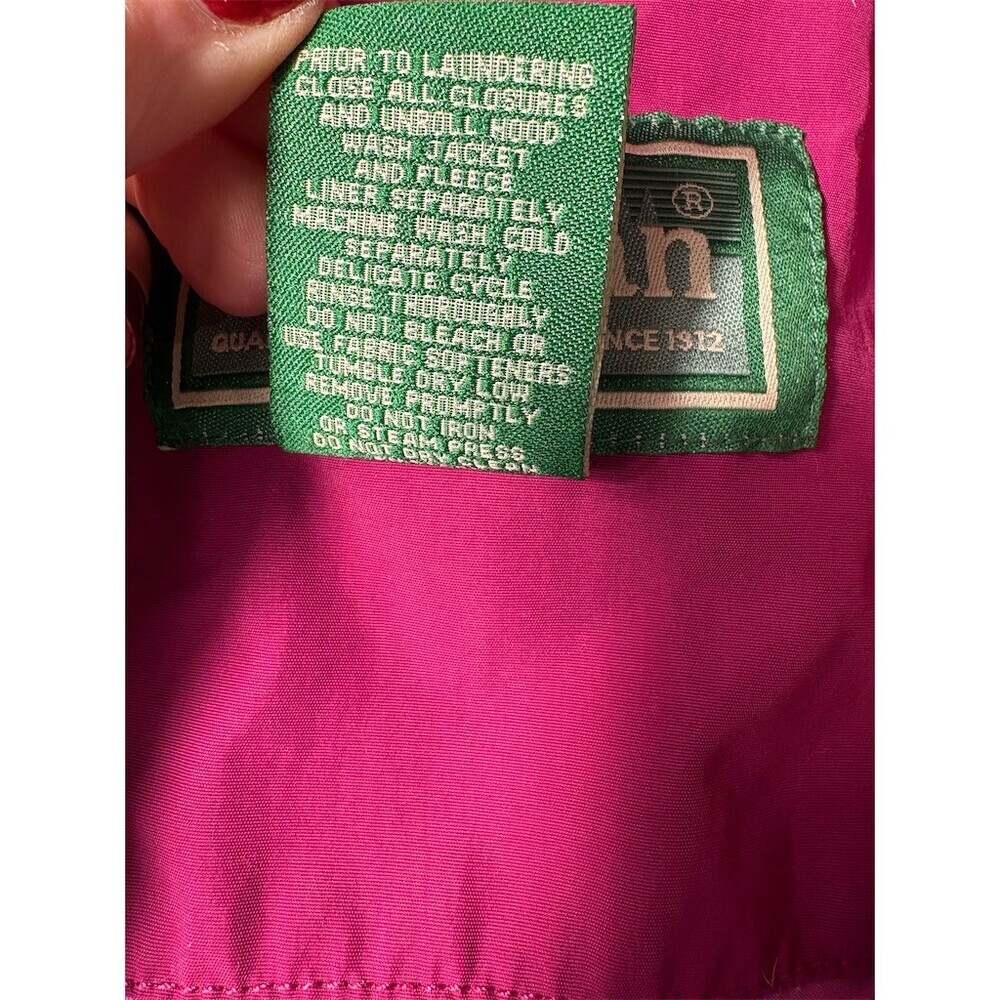 PRIOR TO LAUNDERING
CLOSE ALL CLOSURES
AND UNROLL HOOD
WASH JACKET
AND FLEECE
LINER SEPARATELY
MACHINE WASH COLD
SEPARATELY
DELICATE CYCLE
RINSE THOROUGHLY
DO NOT BLEACH OR
USE FABRIC SOFTENERS
TUMBLE DRY LOW
REMOVE PROMPTLY
DO NOT IRON
OR STEAM PRESS
DO NOT DRY CLEAN
an ®
QUA NCE 1912